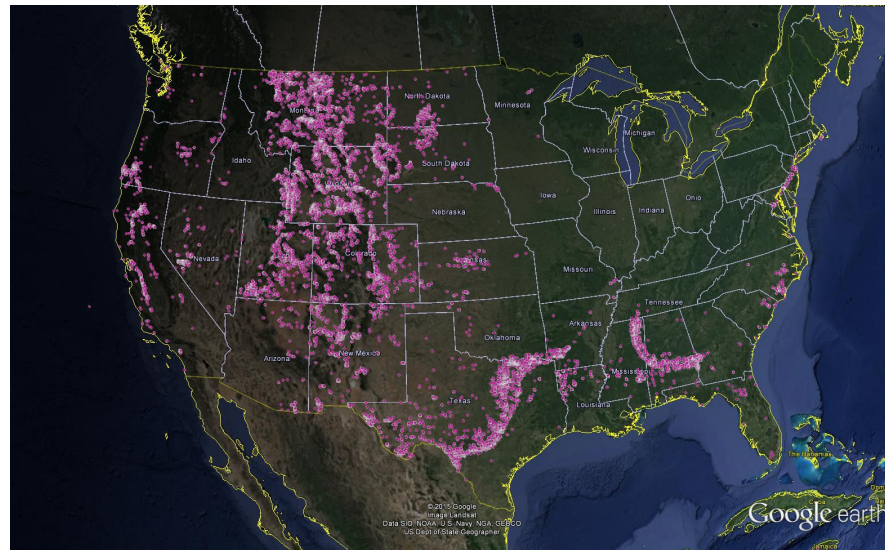 North Dakota
Minnesota
Montana
Michigan
Wisconsin
Idaho
South Dakota
Iowa
Nebraska
Illinois
Indiana
Ohio
Nevada
Colorado
Kansas
Missouri
Tennessee
Arkansas
Oklahoma
Arizona
New Mexico
Mississippi
Texas
Louisiana
The Bahamas
© 2015 Google
Image Landsat
Data SIO, NOAA, U.S. Navy, NGA, GEBCO
US Dept of State Geographer
Google earth
Jamaica